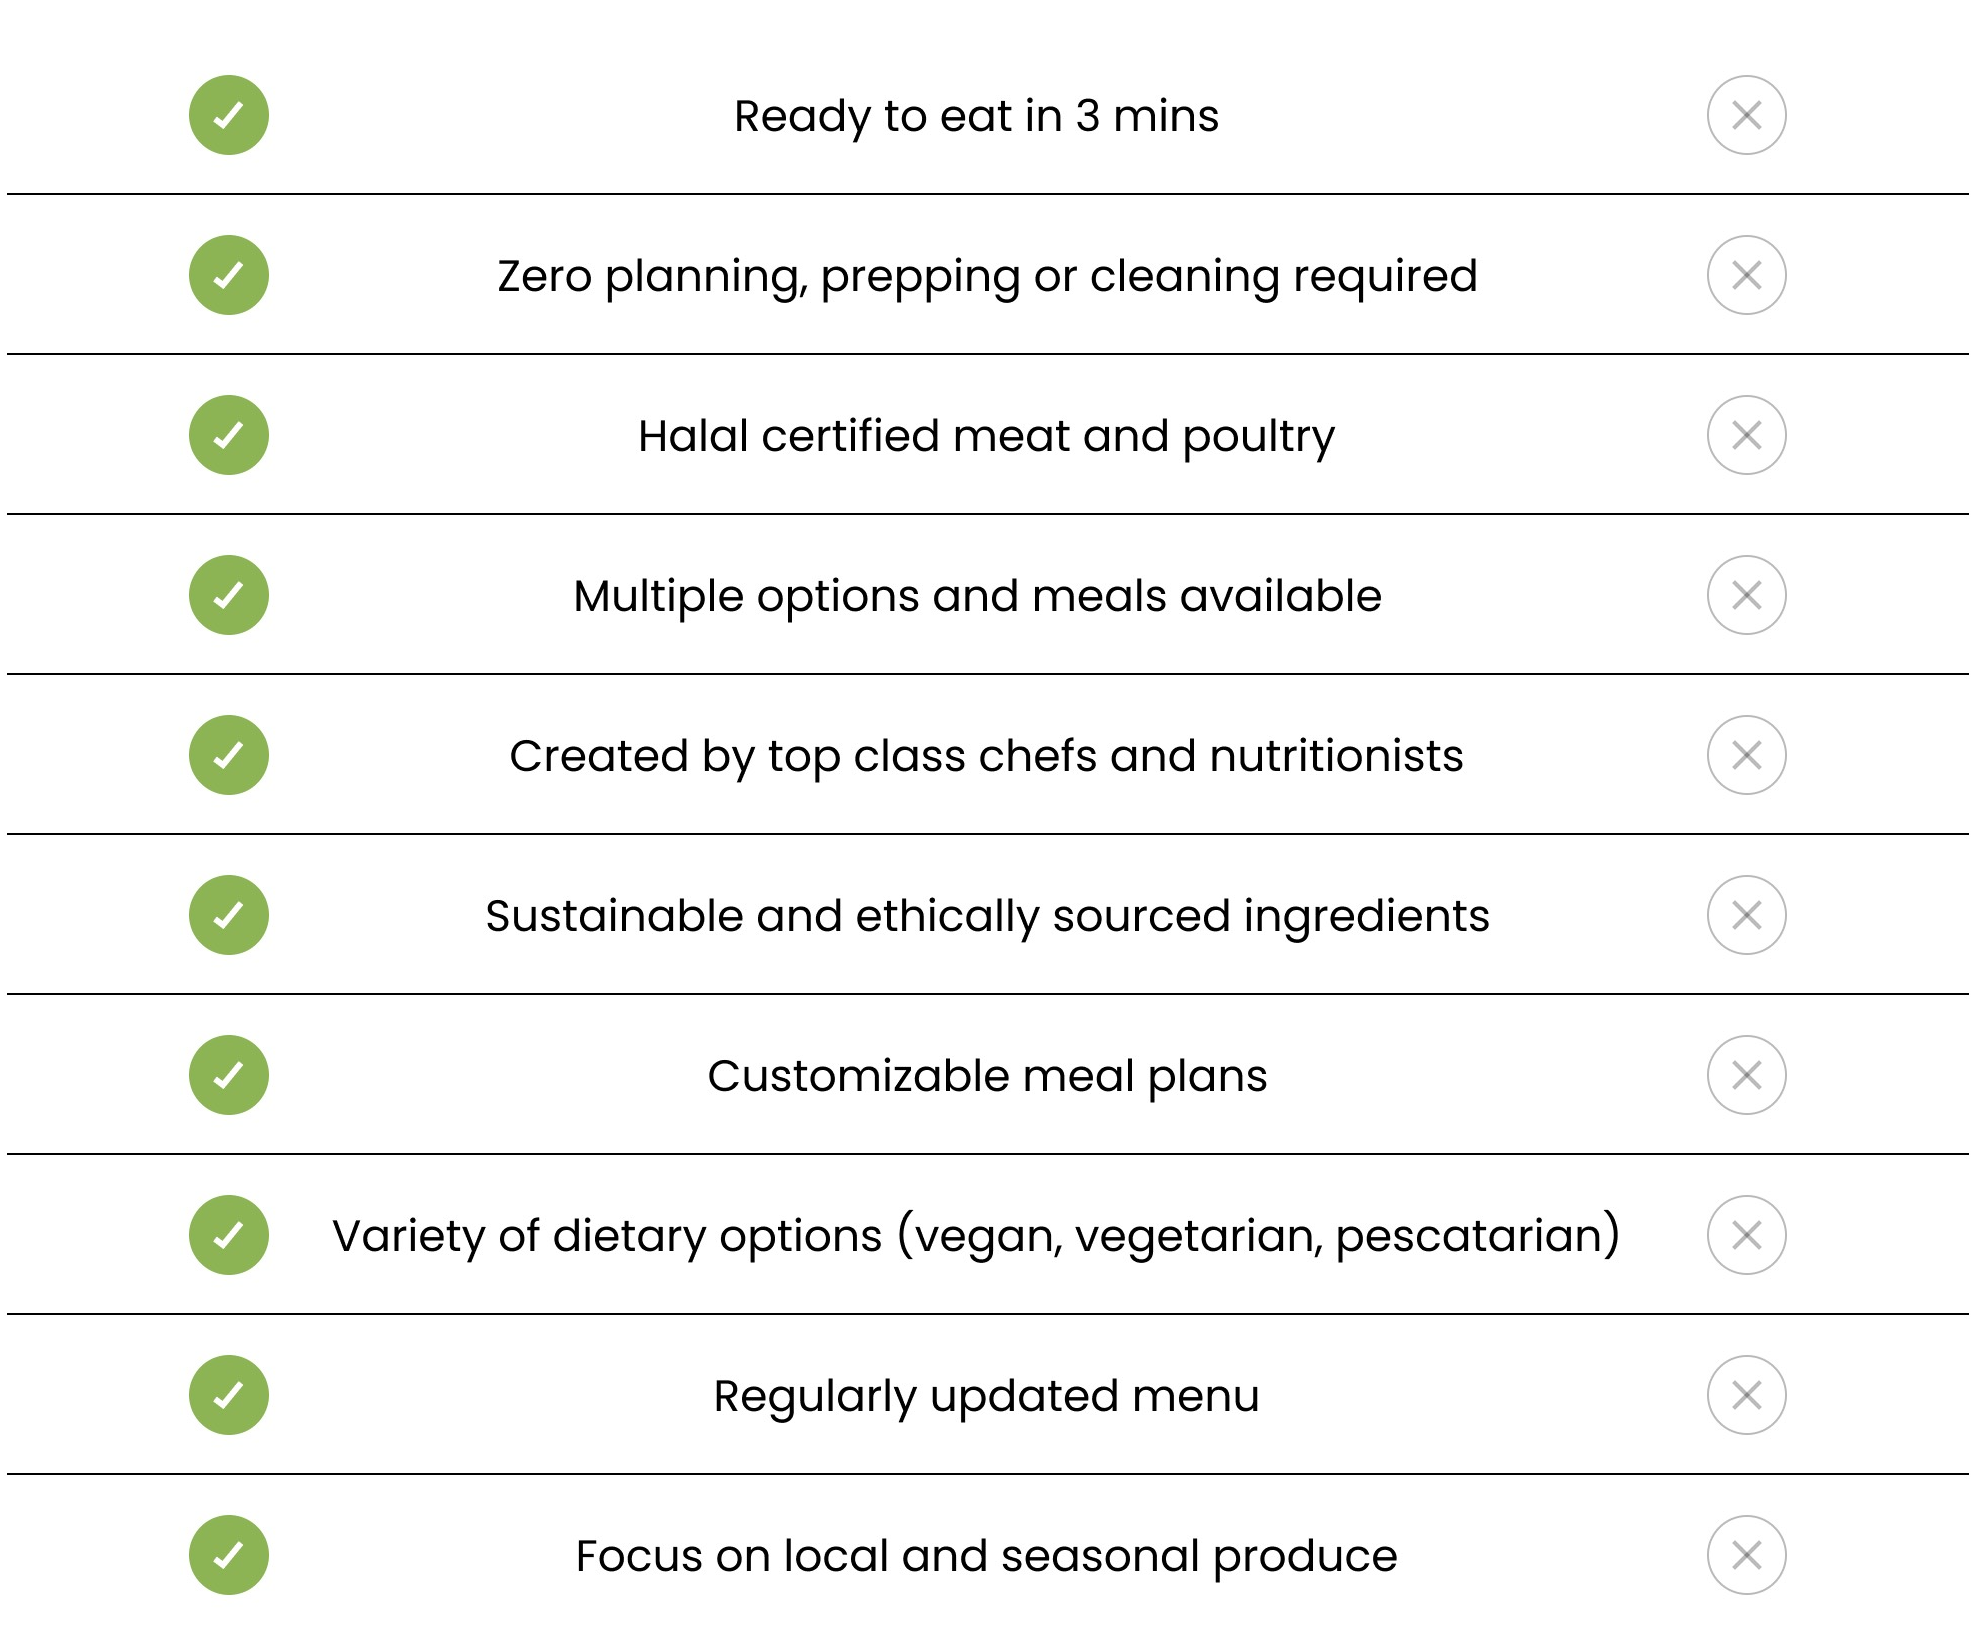 Ready to eat in 3 mins
Zero planning, prepping or cleaning required
Halal certified meat and poultry
Multiple options and meals available
Created by top class chefs and nutritionists
Sustainable and ethically sourced ingredients
Customizable meal plans
Variety of dietary options (vegan, vegetarian, pescatarian)
Regularly updated menu
Focus on local and seasonal produce